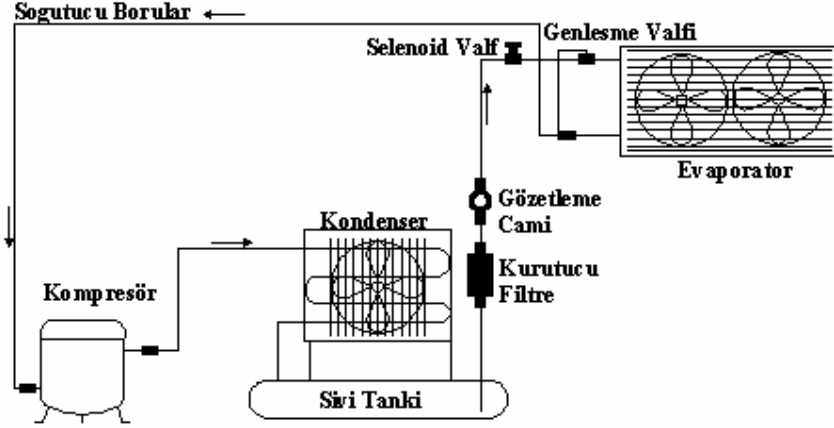 Sogutucu Borular
Genlesme Valfi
Selenoid Valf
Evaporator
Gözetleme
Cami
Kondenser
Kurutucu
Filtre
Kompresör
Sivi Tanki